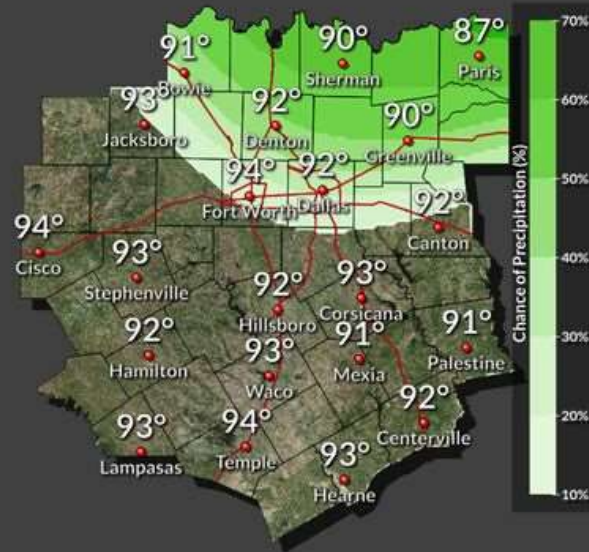 91°
Bowie
90°
Sherman
87°
Paris
93°
Jacksboro
92°
Denton
90°
Greenville
94°
Fort Worth
92°
Dallas
92°
Canton
94°
Cisco
93°
Stephenville
92°
Hillsboro
93°
Corsicana
92°
Hamilton
93°
Waco
91°
Mexia
91°
Palestine
93°
Lampasas
94°
Temple
92°
Centerville
93°
Hearne
Chance of Precipitation (%)
70%
60%
50%
40%
30%
20%
10%